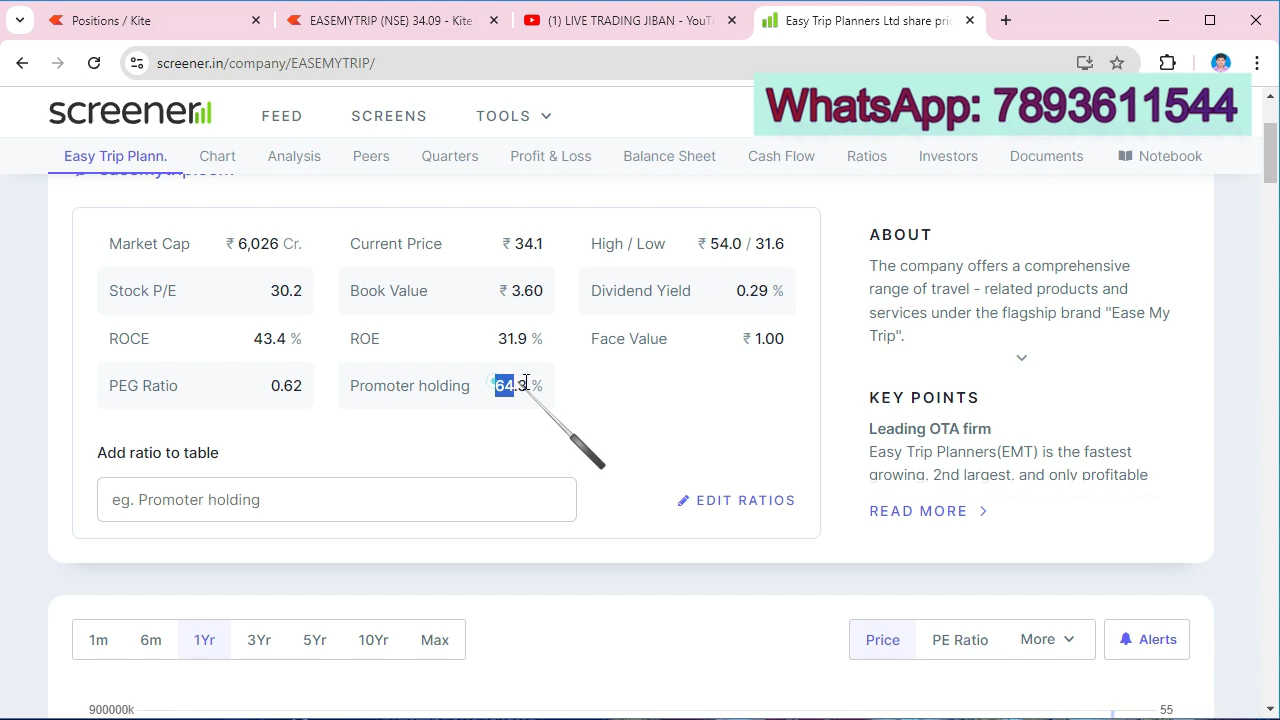 Positions / Kite
EASEMYTRIP (NSE) 34.09 - Kite
(1) LIVE TRADING JIBAN - YouTu
Easy Trip Planners Ltd share pric
screener.in/company/EASEMYTRIP/
WhatsApp: 7893611544
screener
FEED
SCREENS
TOOLS
Easy Trip Plann.
Chart
Analysis
Peers
Quarters
Profit & Loss
Balance Sheet
Cash Flow
Ratios
Investors
Documents
Notebook
easemytrip.com
Market Cap ₹ 6,026 Cr.
Current Price ₹ 34.1
High / Low ₹ 54.0 / 31.6
Stock P/E 30.2
Book Value ₹ 3.60
Dividend Yield 0.29 %
ROCE 43.4 %
ROE 31.9 %
Face Value ₹ 1.00
PEG Ratio 0.62
Promoter holding 64.3 %
Add ratio to table
eg. Promoter holding
EDIT RATIOS
ABOUT
The company offers a comprehensive
range of travel - related products and
services under the flagship brand "Ease My
Trip".
KEY POINTS
Leading OTA firm
Easy Trip Planners(EMT) is the fastest
growing, 2nd largest, and only profitable
READ MORE
1m
6m
1Yr
3Yr
5Yr
10Yr
Max
Price
PE Ratio
More
Alerts
900000k
55